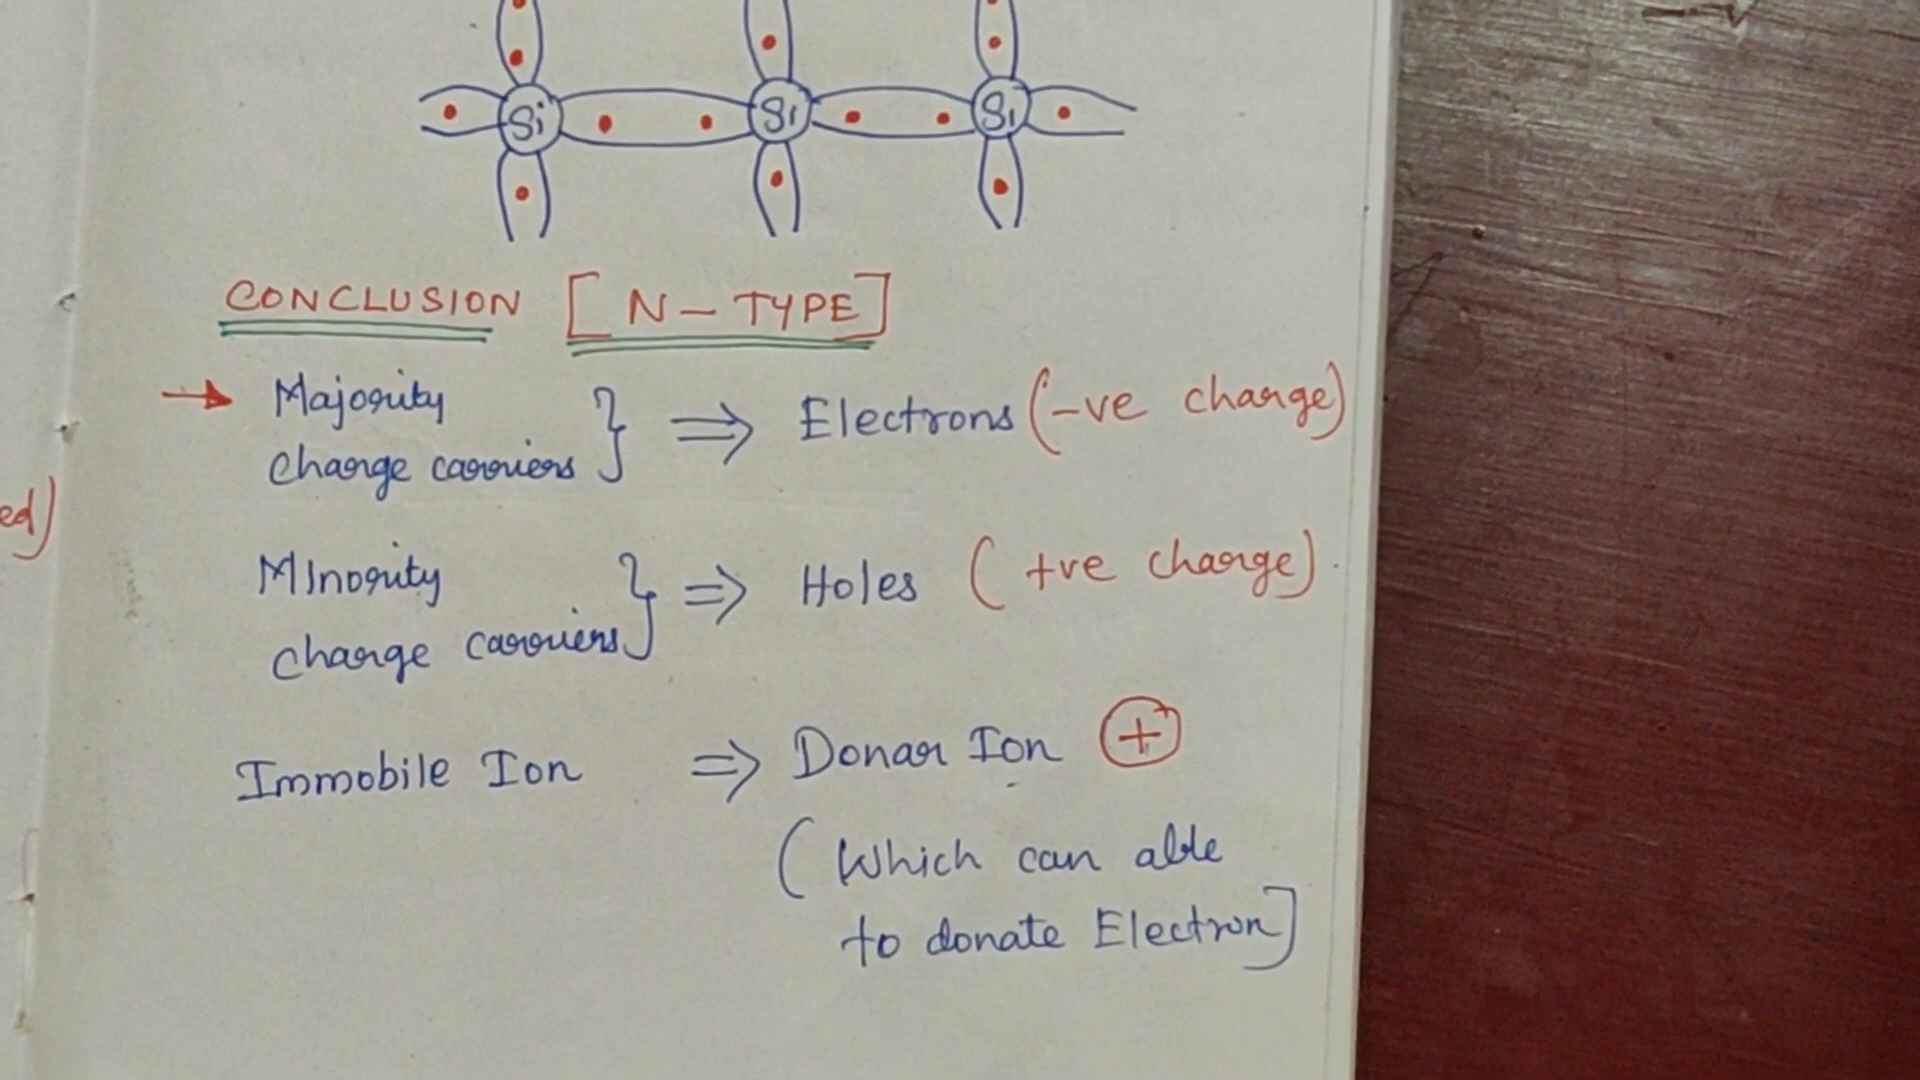 Si Si Si
CONCLUSION [N-TYPE]
→ Majority
charge carriers } ⇒ Electrons (-ve charge)
MInority
charge carriers } ⇒ Holes (+ve charge)
Immobile Ion ⇒ Donar Ion +
(Which can able
to donate Electron]
ed)